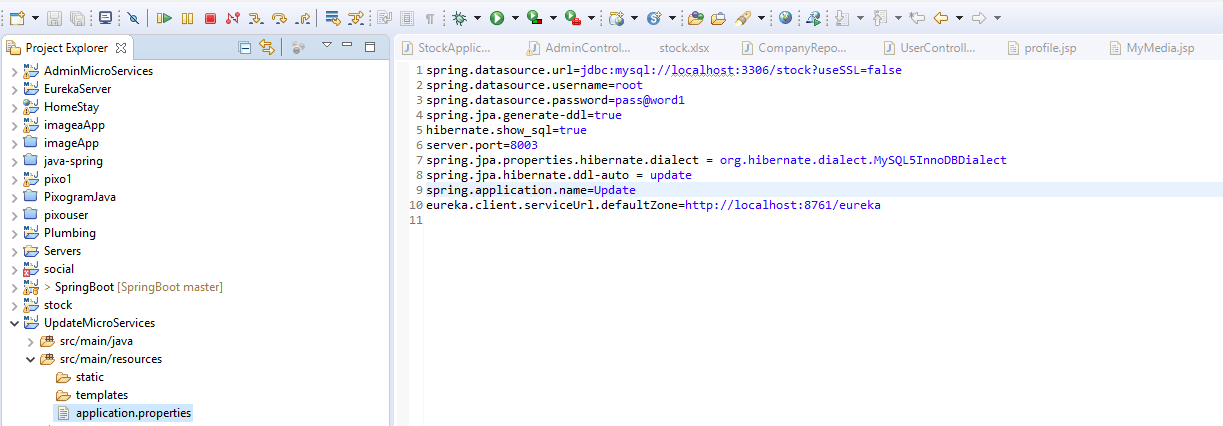 Project Explorer
AdminMicroServices
EurekaServer
HomeStay
imageaApp
imageApp
java-spring
pixo1
PixogramJava
pixouser
Plumbing
Servers
social
> SpringBoot [SpringBoot master]
stock
UpdateMicroServices
src/main/java
src/main/resources
static
templates
application.properties
StockApplic... AdminControl... stock.xlsx CompanyRepo... UserControll... profile.jsp MyMedia.jsp
1 spring.datasource.url=jdbc:mysql://localhost:3306/stock?useSSL=false
2 spring.datasource.username=root
3 spring.datasource.password=pass@word1
4 spring.jpa.generate-ddl=true
5 hibernate.show_sql=true
6 server.port=8003
7 spring.jpa.properties.hibernate.dialect = org.hibernate.dialect.MySQL5InnoDBDialect
8 spring.jpa.hibernate.ddl-auto = update
9 spring.application.name=Update
10 eureka.client.serviceUrl.defaultZone=http://localhost:8761/eureka
11